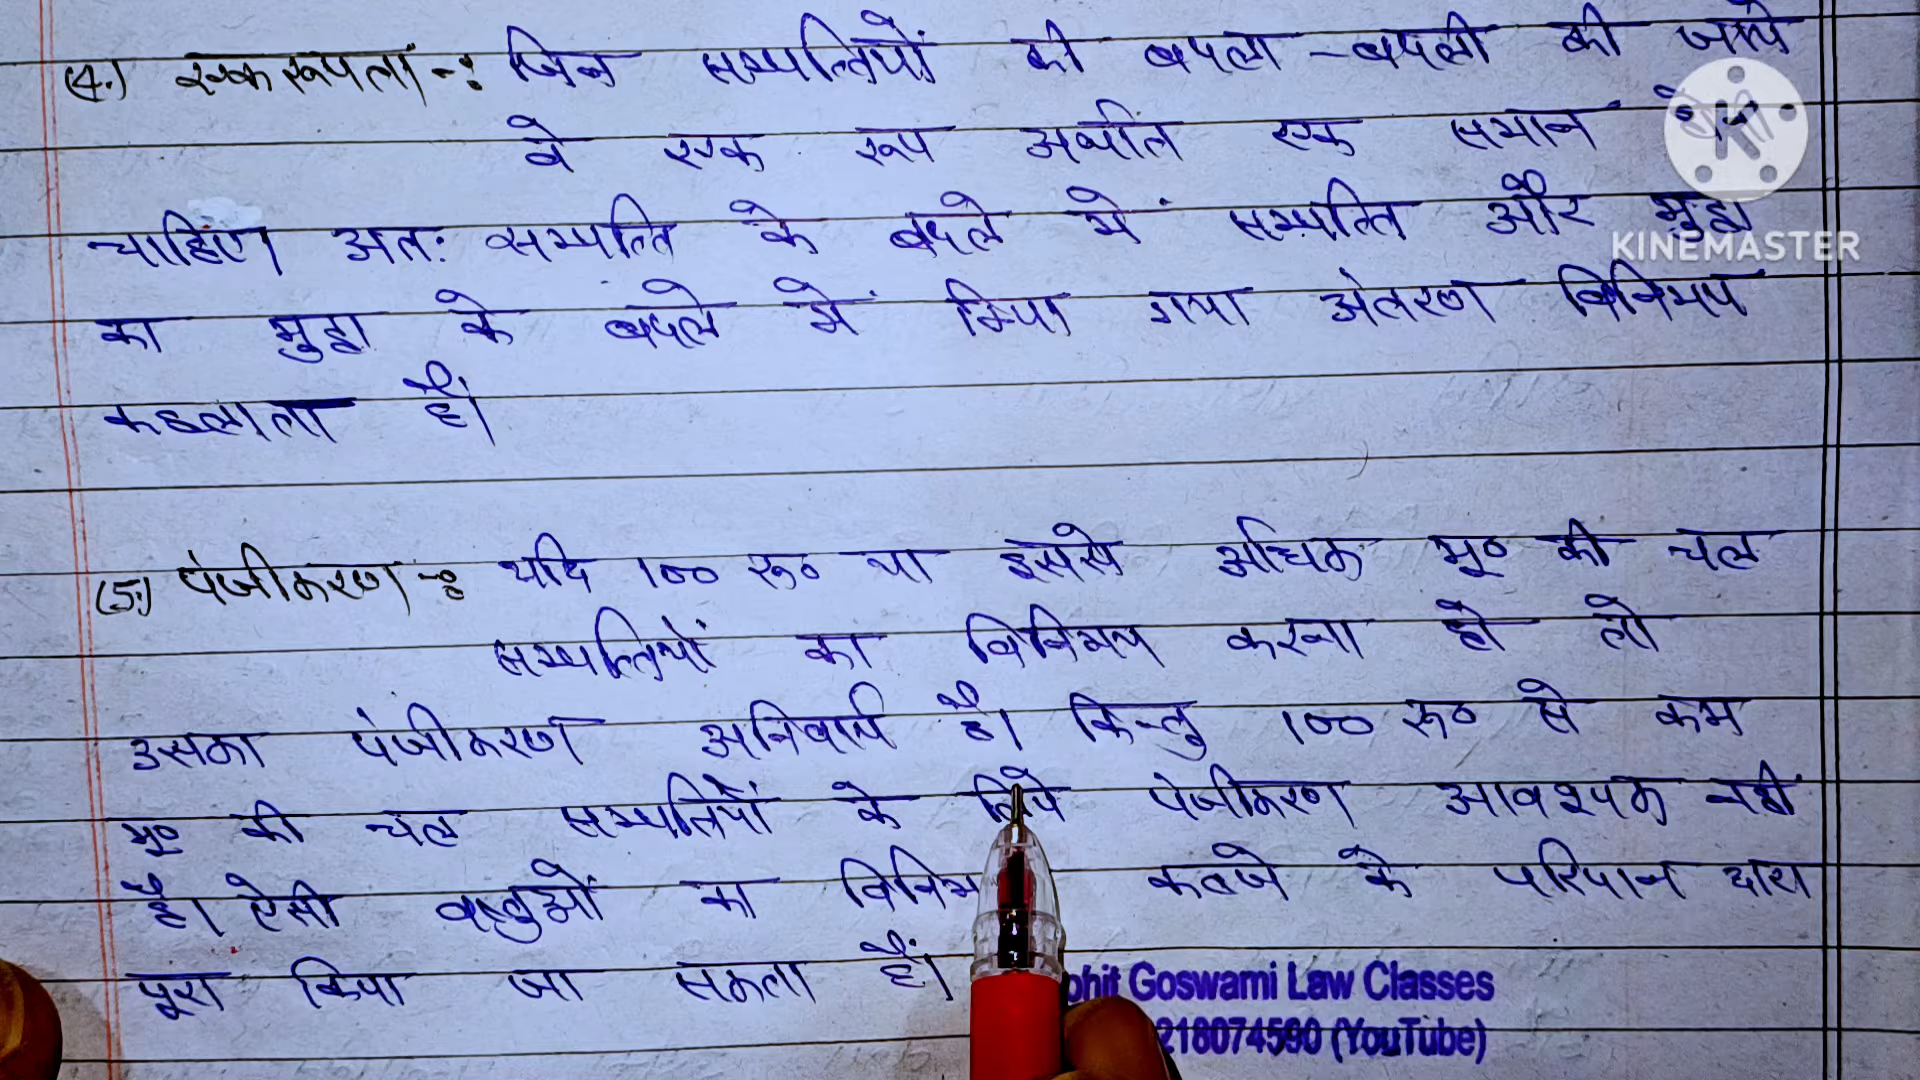 (4.) एकरूपता -: जिन सम्पत्तियों की बदला-बदली की जाये
वे एक रूप अर्थात एक समान
चाहिए। अतः सम्पत्ति के बदले में सम्पत्ति और मुद्रा
का मुद्रा के बदले में किया गया अंतरण विनिमय
कहलाता है।
(5.) पंजीकरण -: यदि 100 रू० या इससे अधिक मू० की चल
सम्पत्तियों का विनिमय करना हो तो
उसका पंजीकरण अनिवार्य है। किन्तु 100 रू० से कम
मू० की चल सम्पत्तियों के लिये पंजीकरण आवश्यक नहीं
है। ऐसी वस्तुओं का कब्जे के परिदान द्वारा
पूरा किया जा सकता है।
KINEMASTER
Goswami Law Classes
218074590 (YouTube)